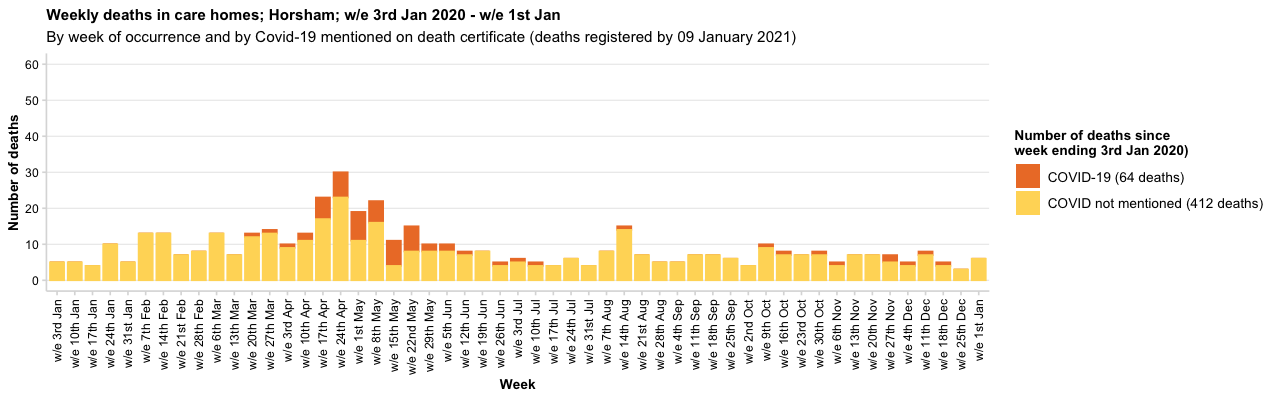 Weekly deaths in care homes; Horsham; w/e 3rd Jan 2020 - w/e 1st Jan
By week of occurrence and by Covid-19 mentioned on death certificate (deaths registered by 09 January 2021)
60
50
40
30
20
10
0
Number of deaths
w/e 3rd Jan
w/e 10th Jan
w/e 17th Jan
w/e 24th Jan
w/e 31st Jan
w/e 7th Feb
w/e 14th Feb
w/e 21st Feb
w/e 28th Feb
w/e 6th Mar
w/e 13th Mar
w/e 20th Mar
w/e 27th Mar
w/e 3rd Apr
w/e 10th Apr
w/e 17th Apr
w/e 24th Apr
w/e 1st May
w/e 8th May
w/e 15th May
w/e 22nd May
w/e 29th May
w/e 5th Jun
w/e 12th Jun
w/e 19th Jun
w/e 26th Jun
w/e 3rd Jul
w/e 10th Jul
w/e 17th Jul
w/e 24th Jul
w/e 31st Jul
w/e 7th Aug
w/e 14th Aug
w/e 21st Aug
w/e 28th Aug
w/e 4th Sep
w/e 11th Sep
w/e 18th Sep
w/e 25th Sep
w/e 2nd Oct
w/e 9th Oct
w/e 16th Oct
w/e 23rd Oct
w/e 30th Oct
w/e 6th Nov
w/e 13th Nov
w/e 20th Nov
w/e 27th Nov
w/e 4th Dec
w/e 11th Dec
w/e 18th Dec
w/e 25th Dec
w/e 1st Jan
Week
Number of deaths since
week ending 3rd Jan 2020)
COVID-19 (64 deaths)
COVID not mentioned (412 deaths)